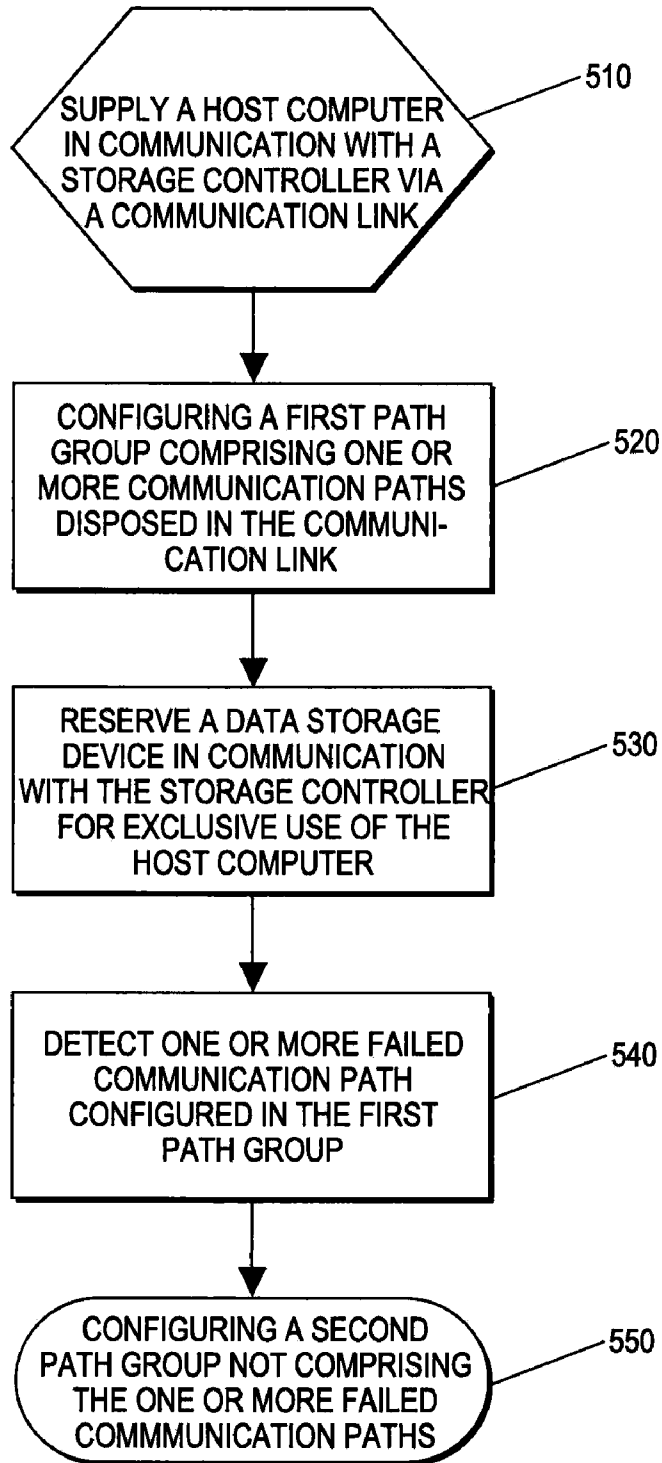 SUPPLY A HOST COMPUTER
IN COMMUNICATION WITH A
STORAGE CONTROLLER VIA
A COMMUNICATION LINK
510
CONFIGURING A FIRST PATH
GROUP COMPRISING ONE OR
MORE COMMUNICATION PATHS
DISPOSED IN THE COMMUNI-
CATION LINK
520
RESERVE A DATA STORAGE
DEVICE IN COMMUNICATION
WITH THE STORAGE CONTROLLER
FOR EXCLUSIVE USE OF THE
HOST COMPUTER
530
DETECT ONE OR MORE FAILED
COMMUNICATION PATH
CONFIGURED IN THE FIRST
PATH GROUP
540
CONFIGURING A SECOND
PATH GROUP NOT COMPRISING
THE ONE OR MORE FAILED
COMMMUNICATION PATHS
550